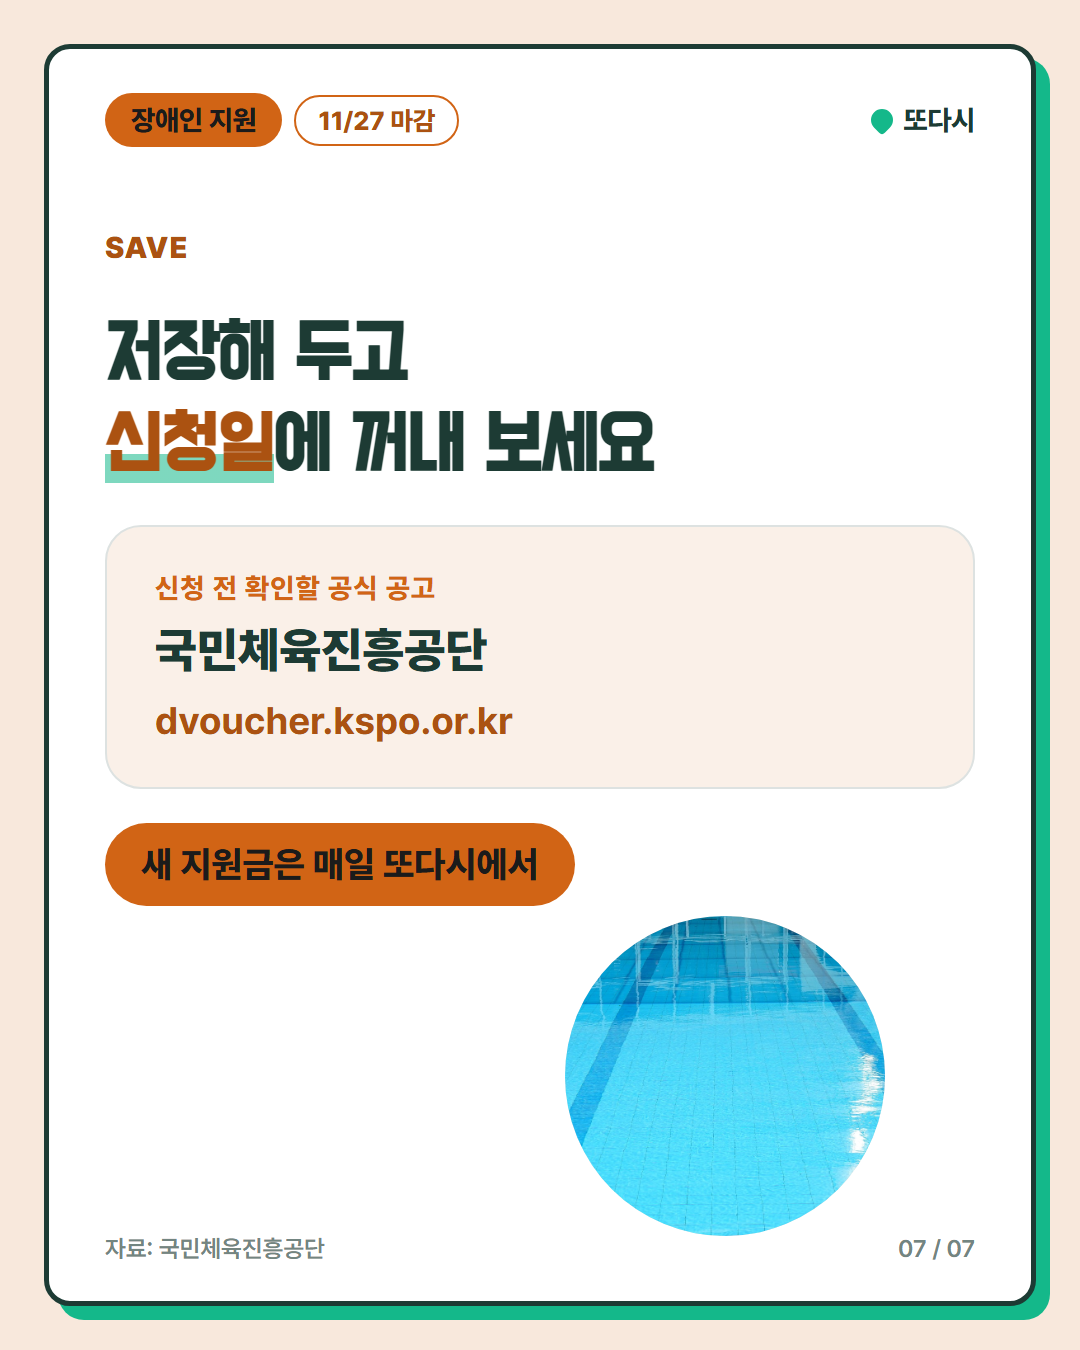 장애인 지원
11/27 마감
또다시
SAVE
저장해 두고
신청일에 꺼내 보세요
신청 전 확인할 공식 공고
국민체육진흥공단
dvoucher.kspo.or.kr
새 지원금은 매일 또다시에서
자료: 국민체육진흥공단
07 / 07